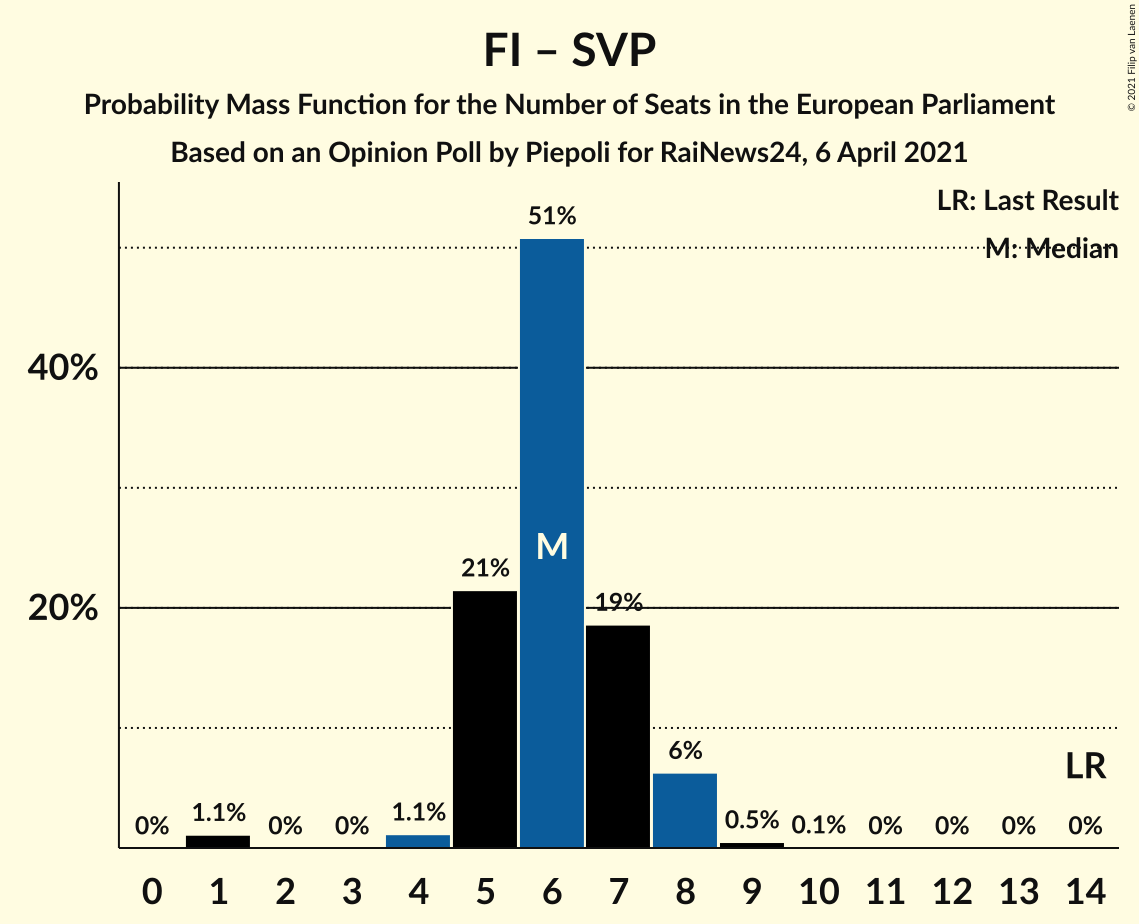 FI – SVP
Probability Mass Function for the Number of Seats in the European Parliament
Based on an Opinion Poll by Piepoli for RaiNews24, 6 April 2021
© 2021 Filip van Laenen
LR: Last Result
M: Median
51%
40%
M
21%
20%
19%
6%
LR
0%
1.1%
0%
0%
1.1%
0.5%
0.1%
0%
0%
0%
0%
0 1 2 3 4 5 6 7 8 9 10 11 12 13 14